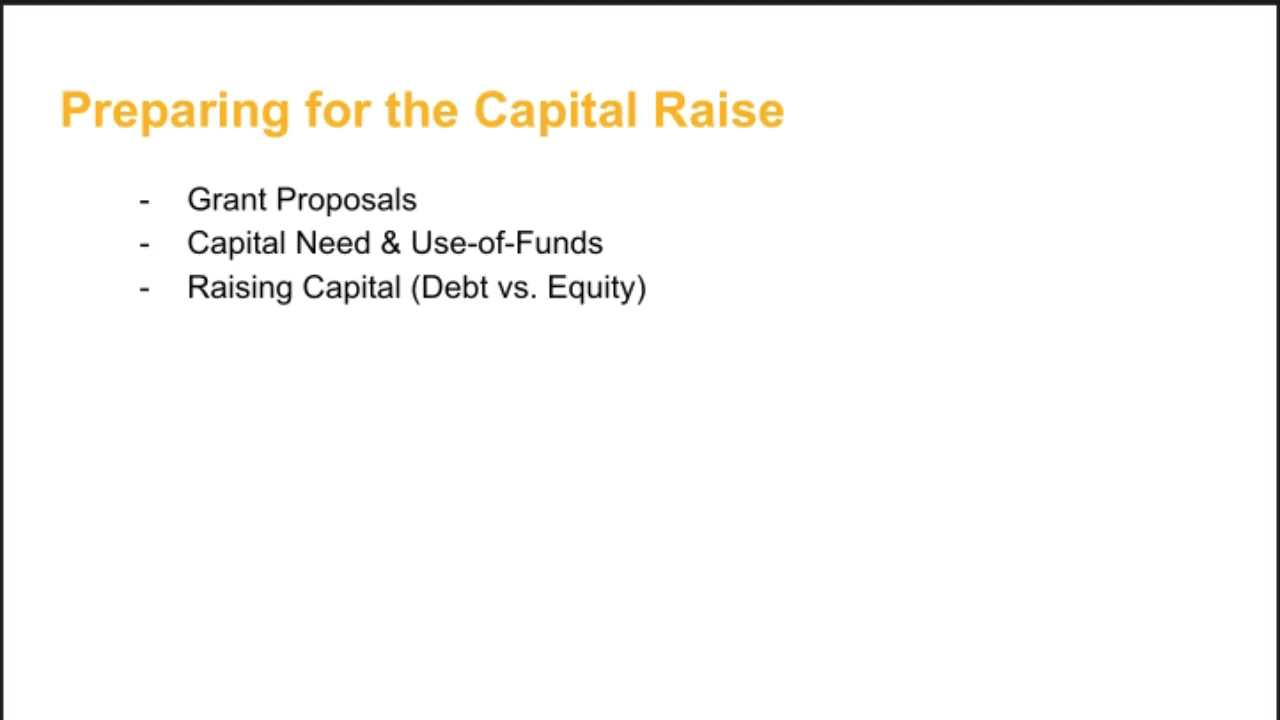 Preparing for the Capital Raise
- Grant Proposals
- Capital Need & Use-of-Funds
- Raising Capital (Debt vs. Equity)